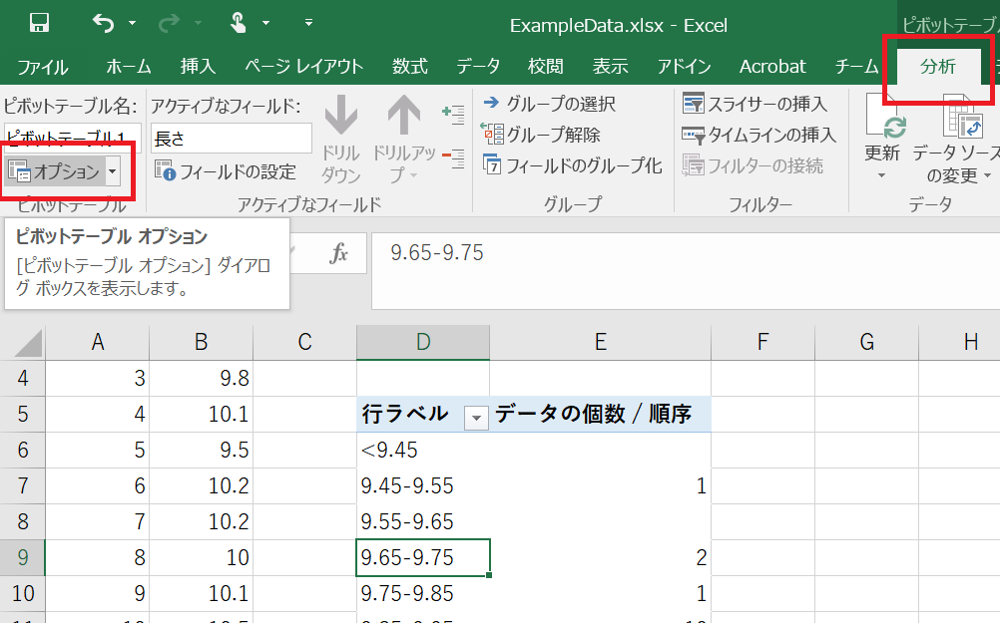 ExampleData.xlsx - Excel
ピボットテーブル
ファイル ホーム 挿入 ページ レイアウト 数式 データ 校閲 表示 アドイン Acrobat チーム 分析
ピボットテーブル名: アクティブなフィールド:
ピボットテーブル1 長さ
オプション フィールドの設定
ドリル
ダウン
ドリルアッ
プ
グループの選択
グループ解除
フィールドのグループ化
スライサーの挿入
タイムラインの挿入
フィルターの接続
更新
データ ソース
の変更
ピボットテーブル アクティブなフィールド グループ フィルター データ
ピボットテーブル オプション
[ピボットテーブル オプション] ダイアロ
グ ボックスを表示します。
fx 9.65-9.75
A B C D E F G H
4 3 9.8
5 4 10.1 行ラベル データの個数 / 順序
6 5 9.5 <9.45
7 6 10.2 9.45-9.55 1
8 7 10.2 9.55-9.65
9 8 10 9.65-9.75 2
10 9 10.1 9.75-9.85 1